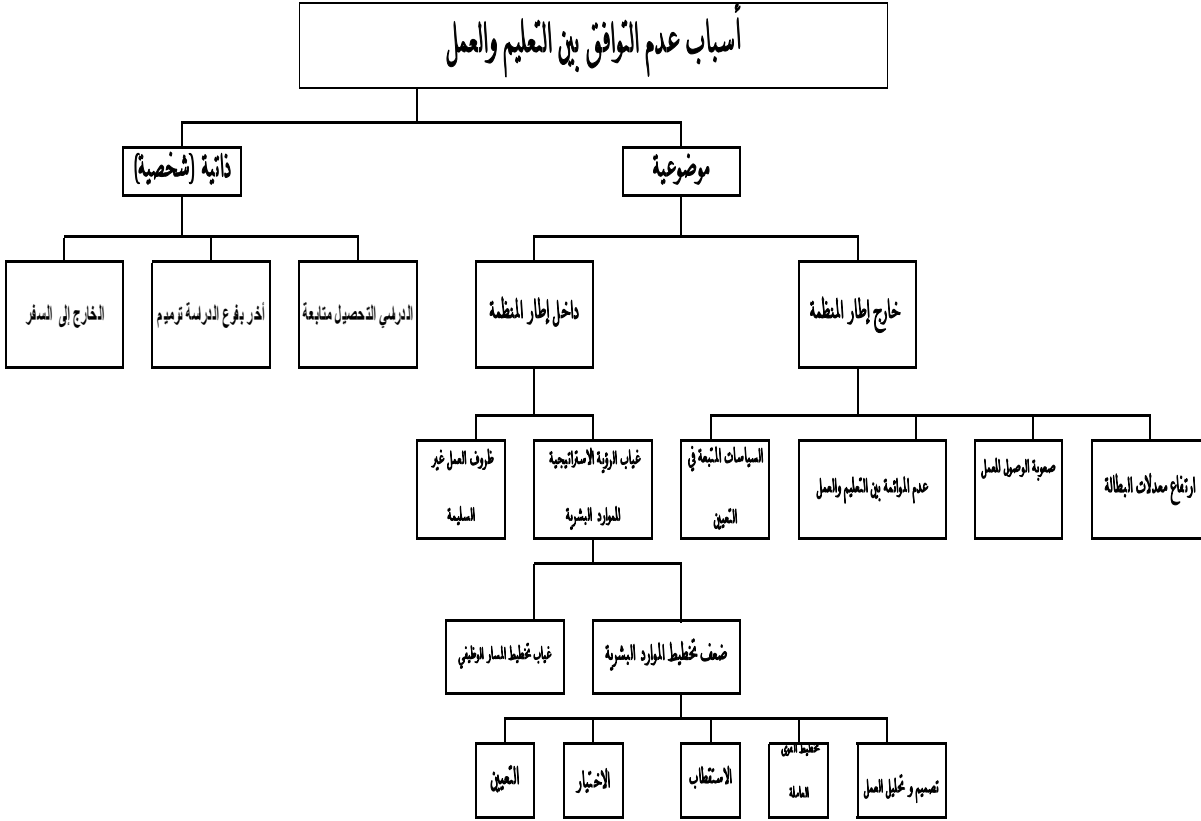 أسباب عدم التوافق بين التعليم والعمل
موضوعية
ذاتية (شخصية)
خارج إطار المنظمة
داخل إطار المنظمة
الدراسي التحصيل متابعة
أخر بفرع الدراسة ترميم
الخارج إلى السفر
ارتفاع معدلات البطالة
صعوبة الوصول للعمل
عدم المواءمة بين التعليم والعمل
السياسات المتبعة في
التعيين
غياب الرؤية الاستراتيجية
للموارد البشرية
ظروف العمل غير
السليمة
ضعف تخطيط الموارد البشرية
غياب تخطيط المسار الوظيفي
تصميم و تحليل العمل
تخطيط القوى
العاملة
الاستقطاب
الاختيار
التعيين